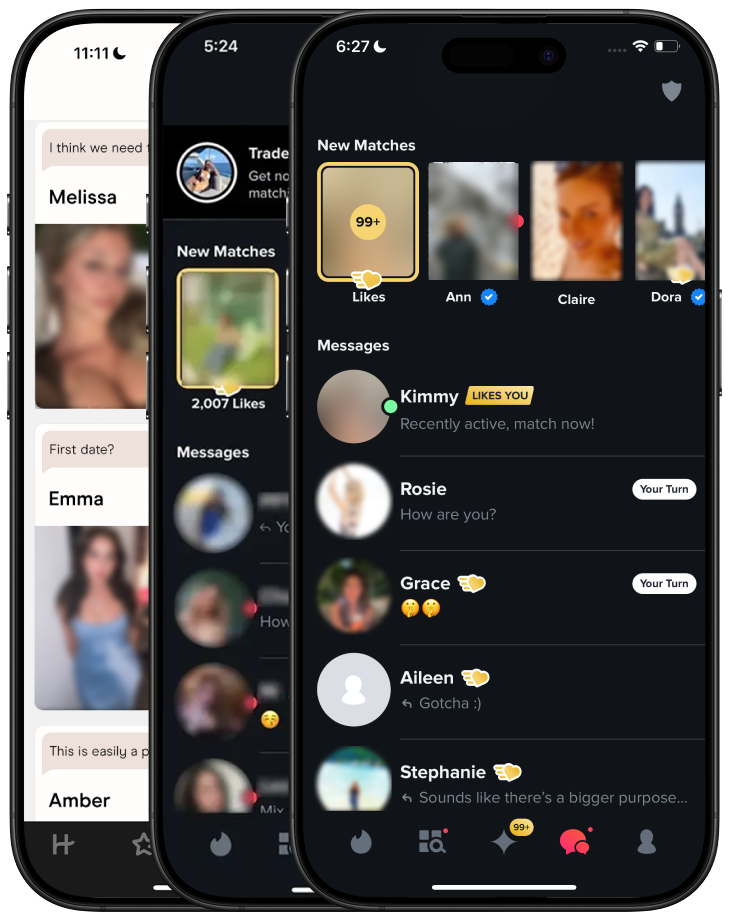 11:11
I think we need
Melissa
First date?
Emma
This is easily a p
Amber
5:24
Trade
Get no
match
New Matches
2,007 Likes
Messages
Yo
How
Mix
6:27
New Matches
99+
Likes
Ann
Claire
Dora
Messages
Kimmy LIKES YOU
Recently active, match now!
Rosie Your Turn
How are you?
Grace Your Turn
🤫🤫
Aileen
Gotcha :)
Stephanie
Sounds like there's a bigger purpose...
99+